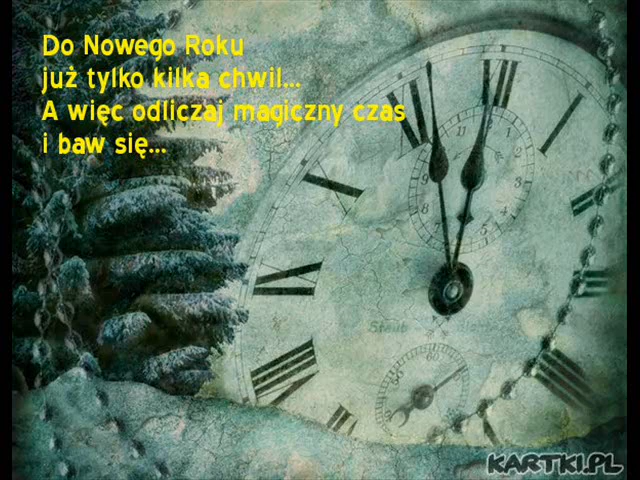 Do Nowego Roku
już tylko kilka chwil...
A więc odliczaj magiczny czas
i baw się...
KARTKI.PL